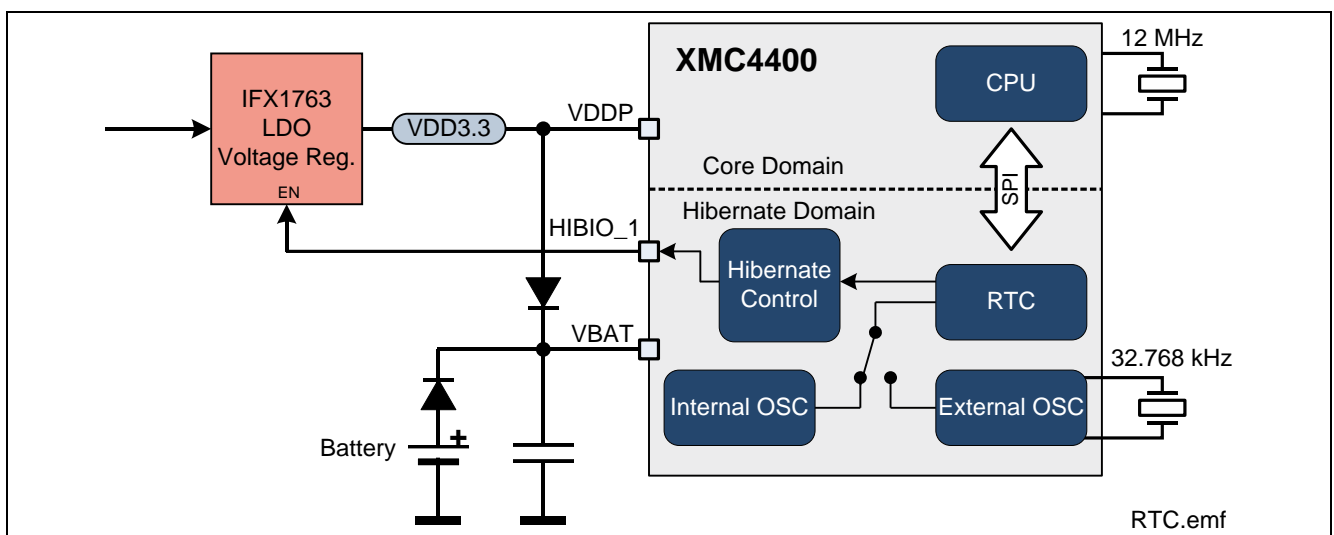 XMC4400
12 MHz
CPU
IFX1763
LDO
Voltage Reg.
EN
VDD3.3
VDDP
Core Domain
SPI
Hibernate Domain
HIBIO_1
Hibernate
Control
RTC
VBAT
32.768 kHz
Internal OSC
External OSC
Battery
+
RTC.emf